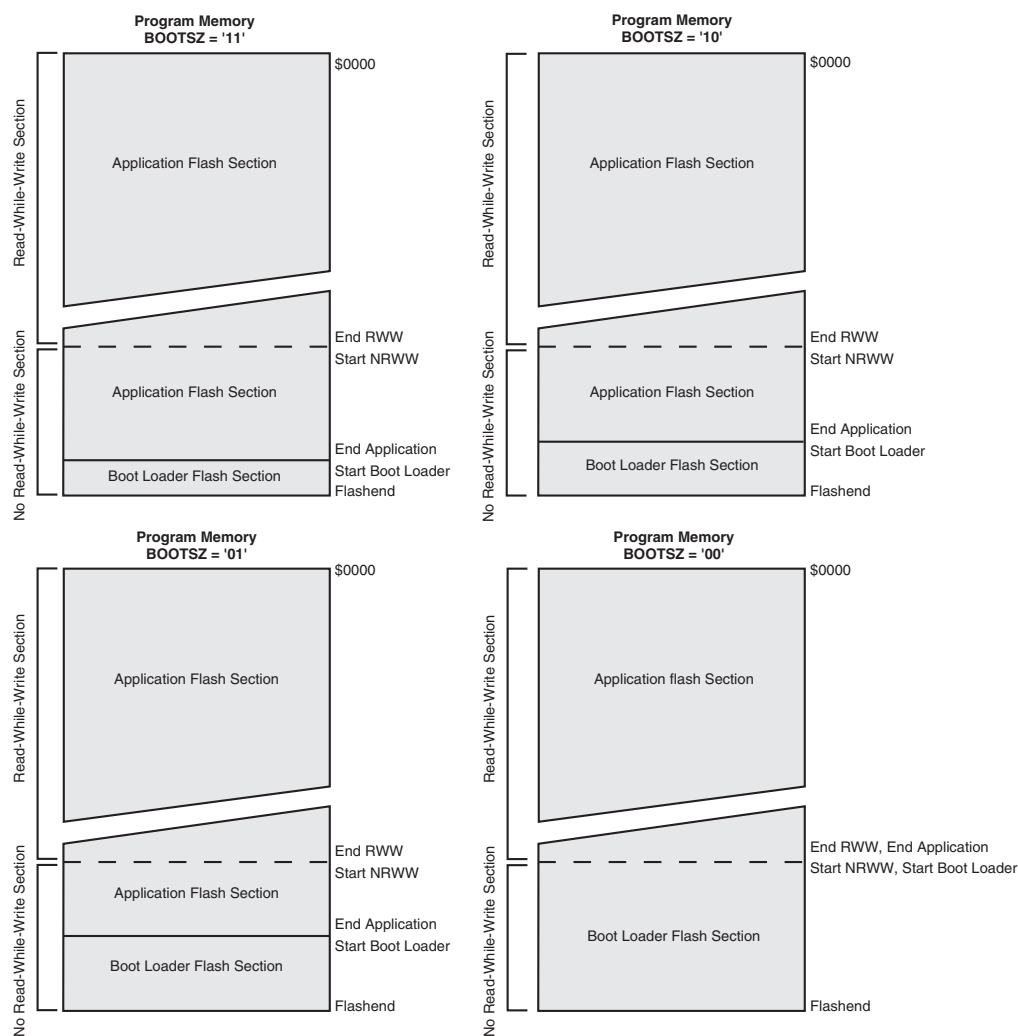 Program Memory
BOOTSZ = '11'
$0000
Read-While-Write Section
Application Flash Section
End RWW
Start NRWW
No Read-While-Write Section
Application Flash Section
End Application
Start Boot Loader
Boot Loader Flash Section
Flashend
Program Memory
BOOTSZ = '10'
$0000
Read-While-Write Section
Application Flash Section
End RWW
Start NRWW
No Read-While-Write Section
Application Flash Section
End Application
Start Boot Loader
Boot Loader Flash Section
Flashend
Program Memory
BOOTSZ = '01'
$0000
Read-While-Write Section
Application Flash Section
End RWW
Start NRWW
No Read-While-Write Section
Application Flash Section
End Application
Start Boot Loader
Boot Loader Flash Section
Flashend
Program Memory
BOOTSZ = '00'
$0000
Read-While-Write Section
Application flash Section
End RWW, End Application
Start NRWW, Start Boot Loader
No Read-While-Write Section
Boot Loader Flash Section
Flashend